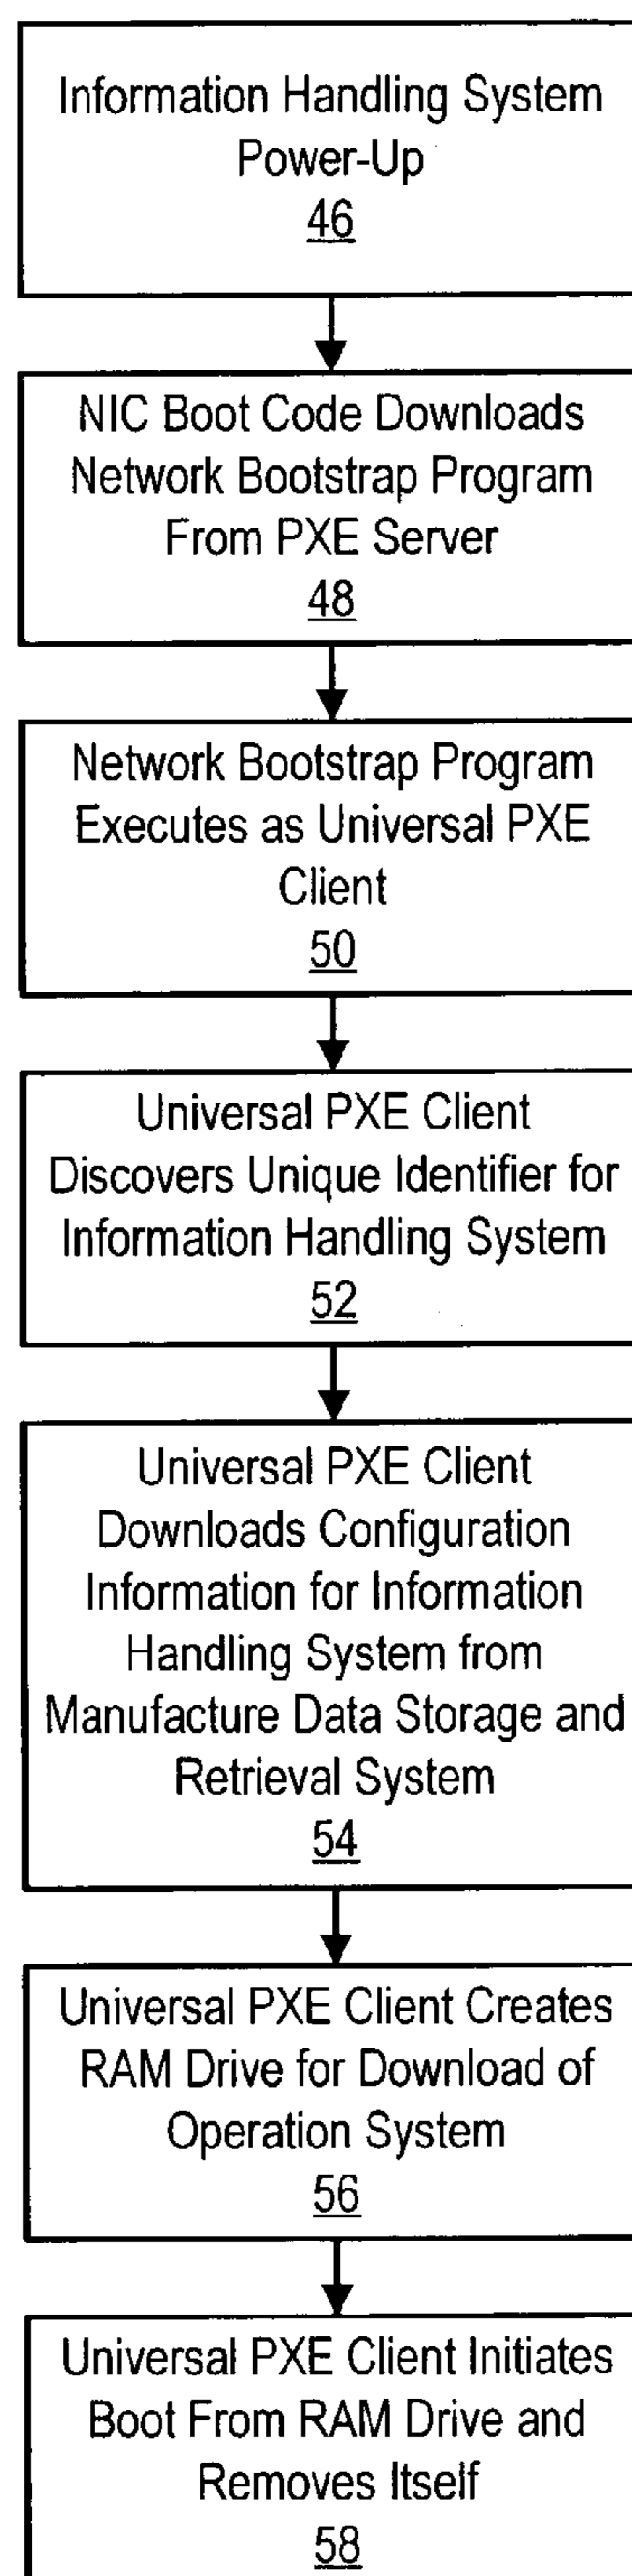 Information Handling System
Power-Up
46
NIC Boot Code Downloads
Network Bootstrap Program
From PXE Server
48
Network Bootstrap Program
Executes as Universal PXE
Client
50
Universal PXE Client
Discovers Unique Identifier for
Information Handling System
52
Universal PXE Client
Downloads Configuration
Information for Information
Handling System from
Manufacture Data Storage and
Retrieval System
54
Universal PXE Client Creates
RAM Drive for Download of
Operation System
56
Universal PXE Client Initiates
Boot From RAM Drive and
Removes Itself
58